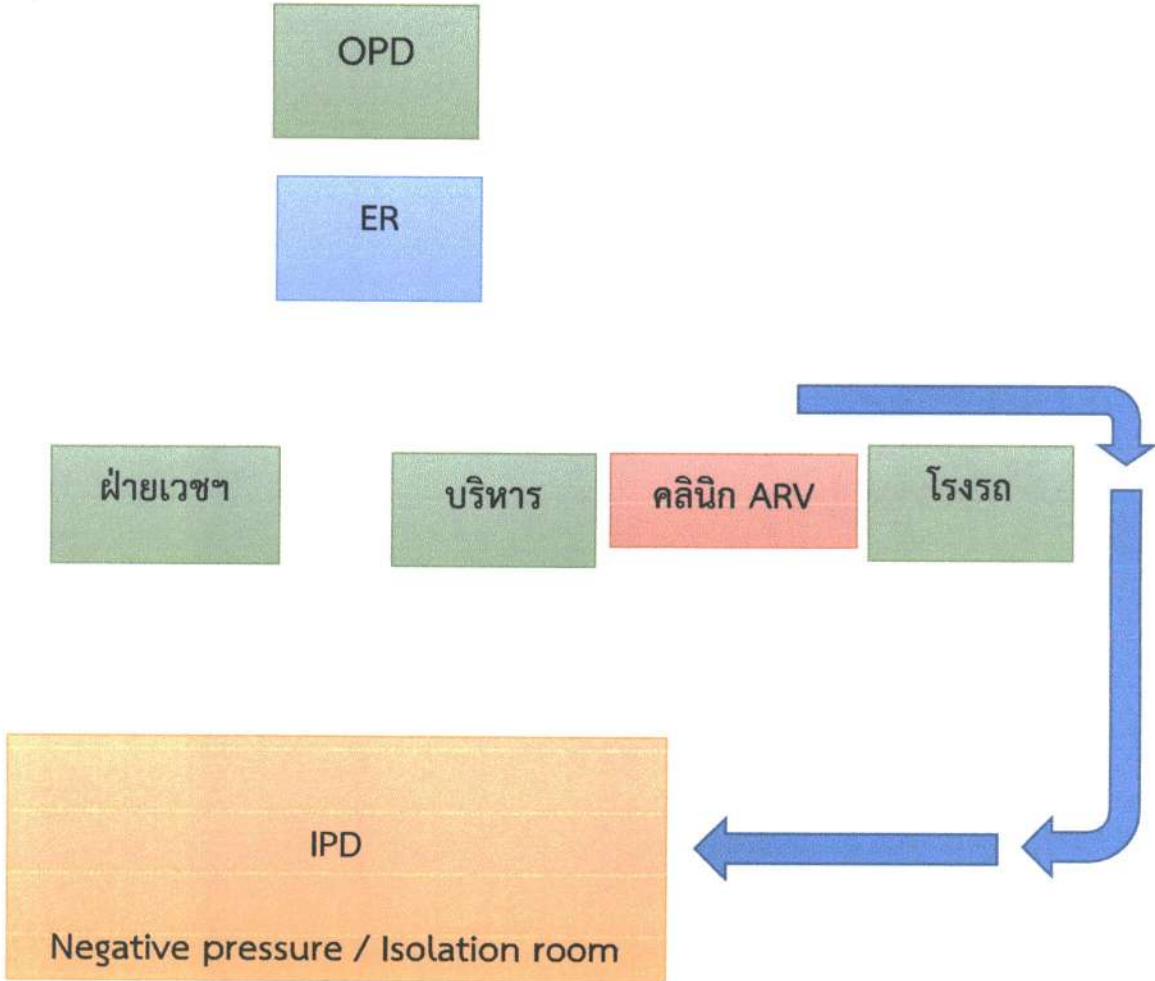 OPD
ER
ฝ่ายเวชฯ
บริหาร
คลินิก ARV
โรงรถ
IPD
Negative pressure / Isolation room